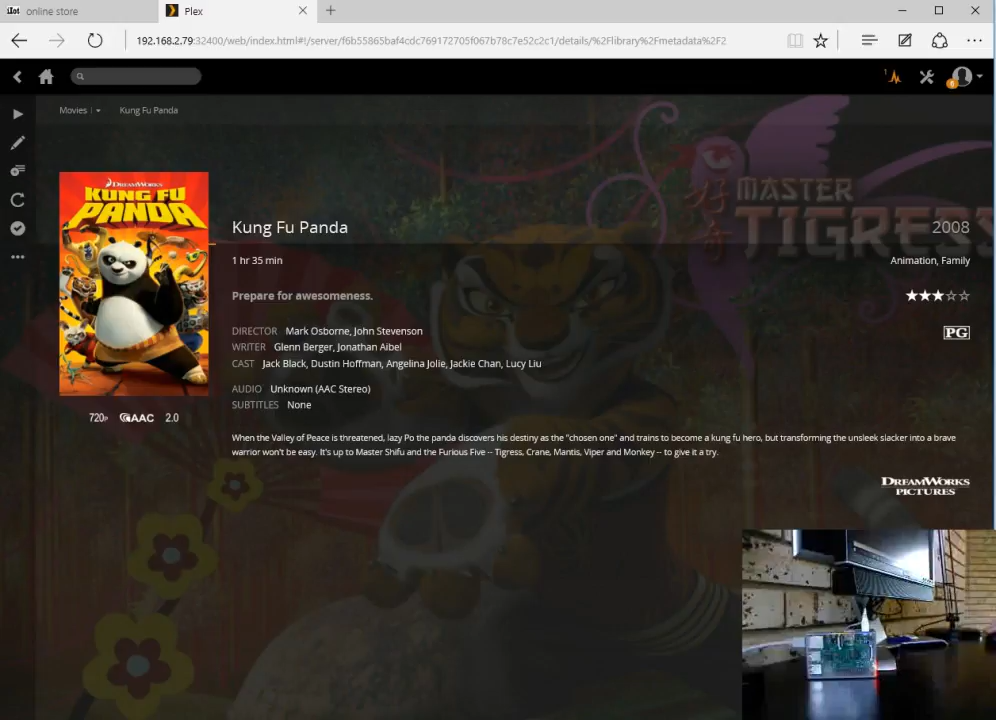 online store
Plex
192.168.2.79:32400/web/index.html#!/server/f6b55865baf4cdc769172705f067b78c7e52c2c1/details/%2Flibrary%2Fmetadata%2F2
1
6
Movies
Kung Fu Panda
好奇
MASTER
TIGRESS
DREAMWORKS
KUNG FU
PANDA
Kung Fu Panda
2008
1 hr 35 min
Animation, Family
Prepare for awesomeness.
PG
DIRECTOR Mark Osborne, John Stevenson
WRITER Glenn Berger, Jonathan Aibel
CAST Jack Black, Dustin Hoffman, Angelina Jolie, Jackie Chan, Lucy Liu
AUDIO Unknown (AAC Stereo)
SUBTITLES None
720p AAC 2.0
When the Valley of Peace is threatened, lazy Po the panda discovers his destiny as the "chosen one" and trains to become a kung fu hero, but transforming the unsleek slacker into a brave
warrior won't be easy. It's up to Master Shifu and the Furious Five -- Tigress, Crane, Mantis, Viper and Monkey -- to give it a try.
DREAMWORKS
PICTURES